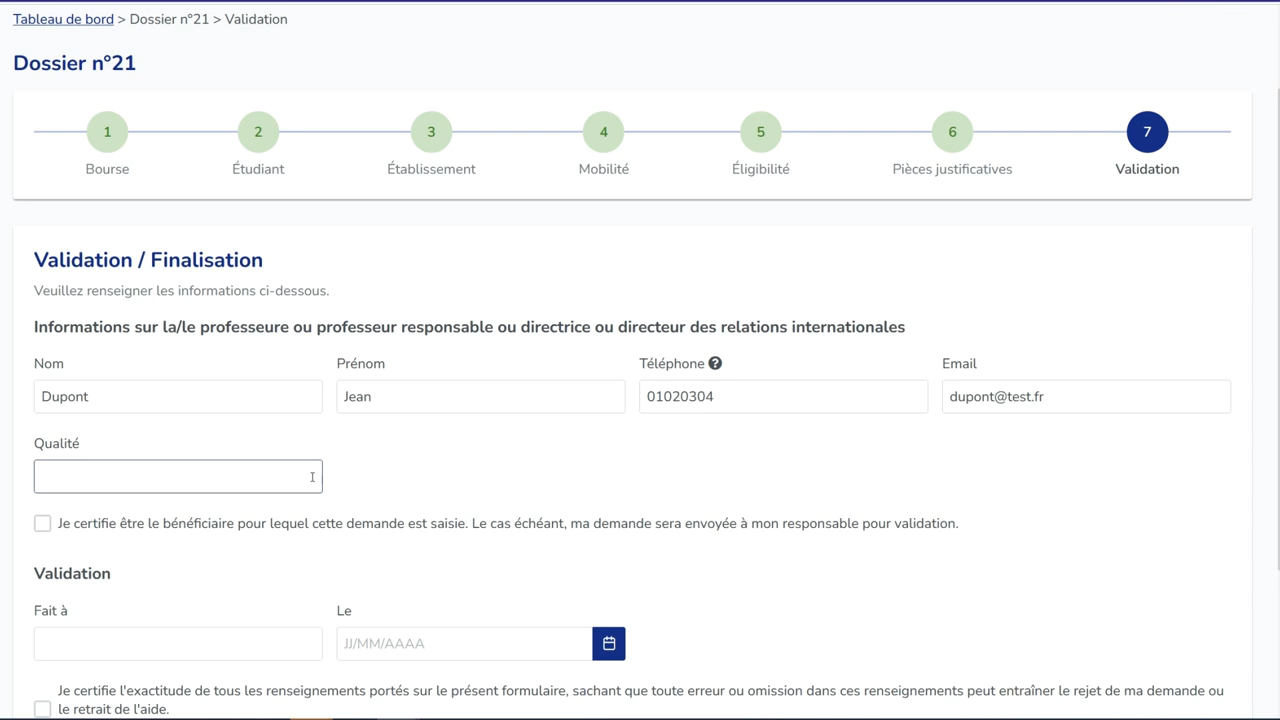 Tableau de bord > Dossier n°21 > Validation
Dossier n°21
1 2 3 4 5 6 7
Bourse Étudiant Établissement Mobilité Éligibilité Pièces justificatives Validation
Validation / Finalisation
Veuillez renseigner les informations ci-dessous.
Informations sur la/le professeure ou professeur responsable ou directrice ou directeur des relations internationales
Nom Prénom Téléphone ? Email
Dupont Jean 01020304 dupont@test.fr
Qualité
Je certifie être le bénéficiaire pour lequel cette demande est saisie. Le cas échéant, ma demande sera envoyée à mon responsable pour validation.
Validation
Fait à Le
JJ/MM/AAAA
Je certifie l'exactitude de tous les renseignements portés sur le présent formulaire, sachant que toute erreur ou omission dans ces renseignements peut entraîner le rejet de ma demande ou
le retrait de l'aide.